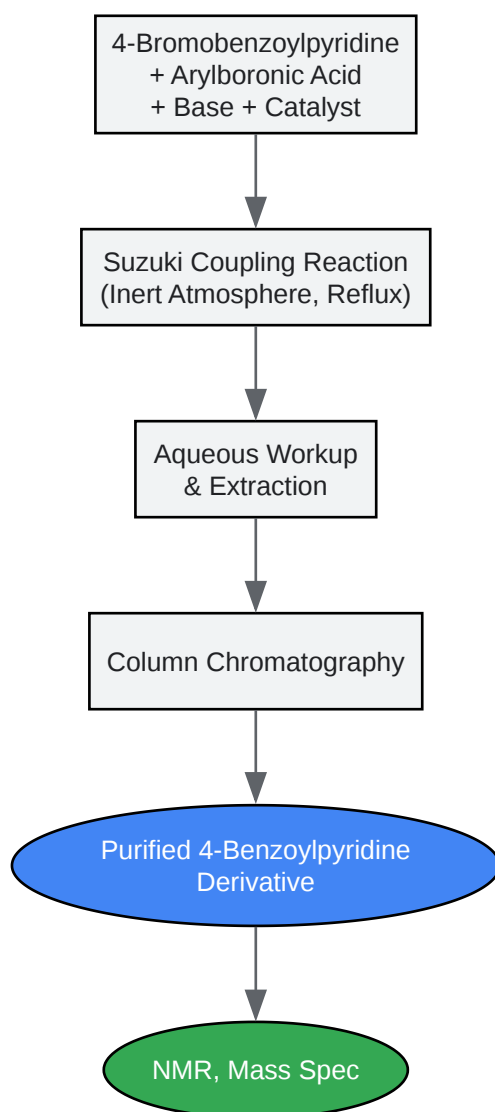 4-Bromobenzoylpyridine
+ Arylboronic Acid
+ Base + Catalyst
Suzuki Coupling Reaction
(Inert Atmosphere, Reflux)
Aqueous Workup
& Extraction
Column Chromatography
Purified 4-Benzoylpyridine
Derivative
NMR, Mass Spec